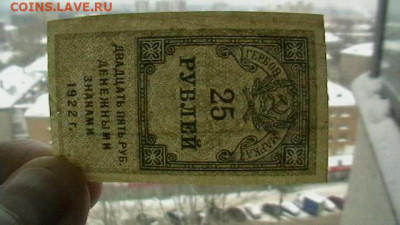 COINS.LAVE.RU
ГЕРБОВ.
МАРКА
25
РУБЛЕЙ
ДВАДЦАТЬ ПЯТЬ РУБ.
ДЕНЕЖНЫМИ
ЗНАКАМИ
1922 г.